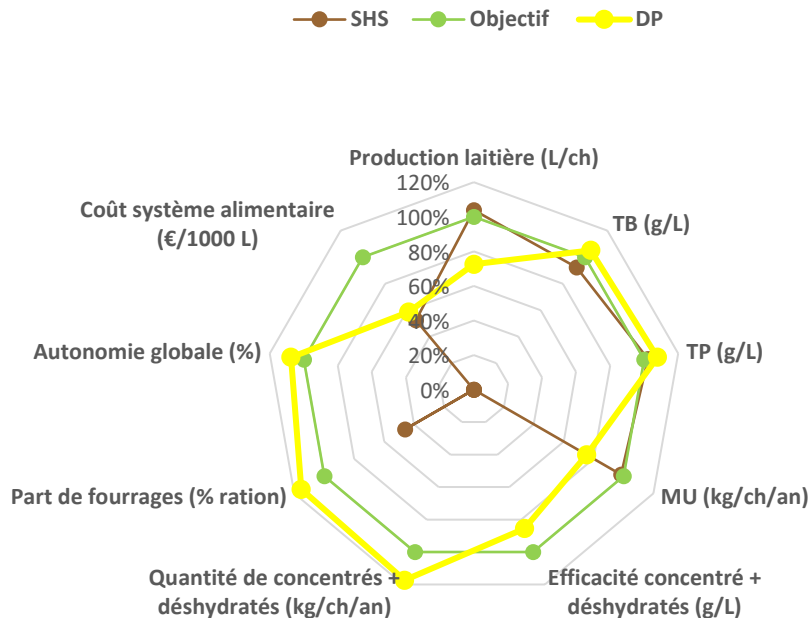 SHS Objectif DP
Production laitière (L/ch)
120%
100%
80%
60%
40%
20%
0%
TB (g/L)
TP (g/L)
MU (kg/ch/an)
Efficacité concentré +
déshydratés (g/L)
Quantité de concentrés +
déshydratés (kg/ch/an)
Part de fourrages (% ration)
Autonomie globale (%)
Coût système alimentaire
(€/1000 L)